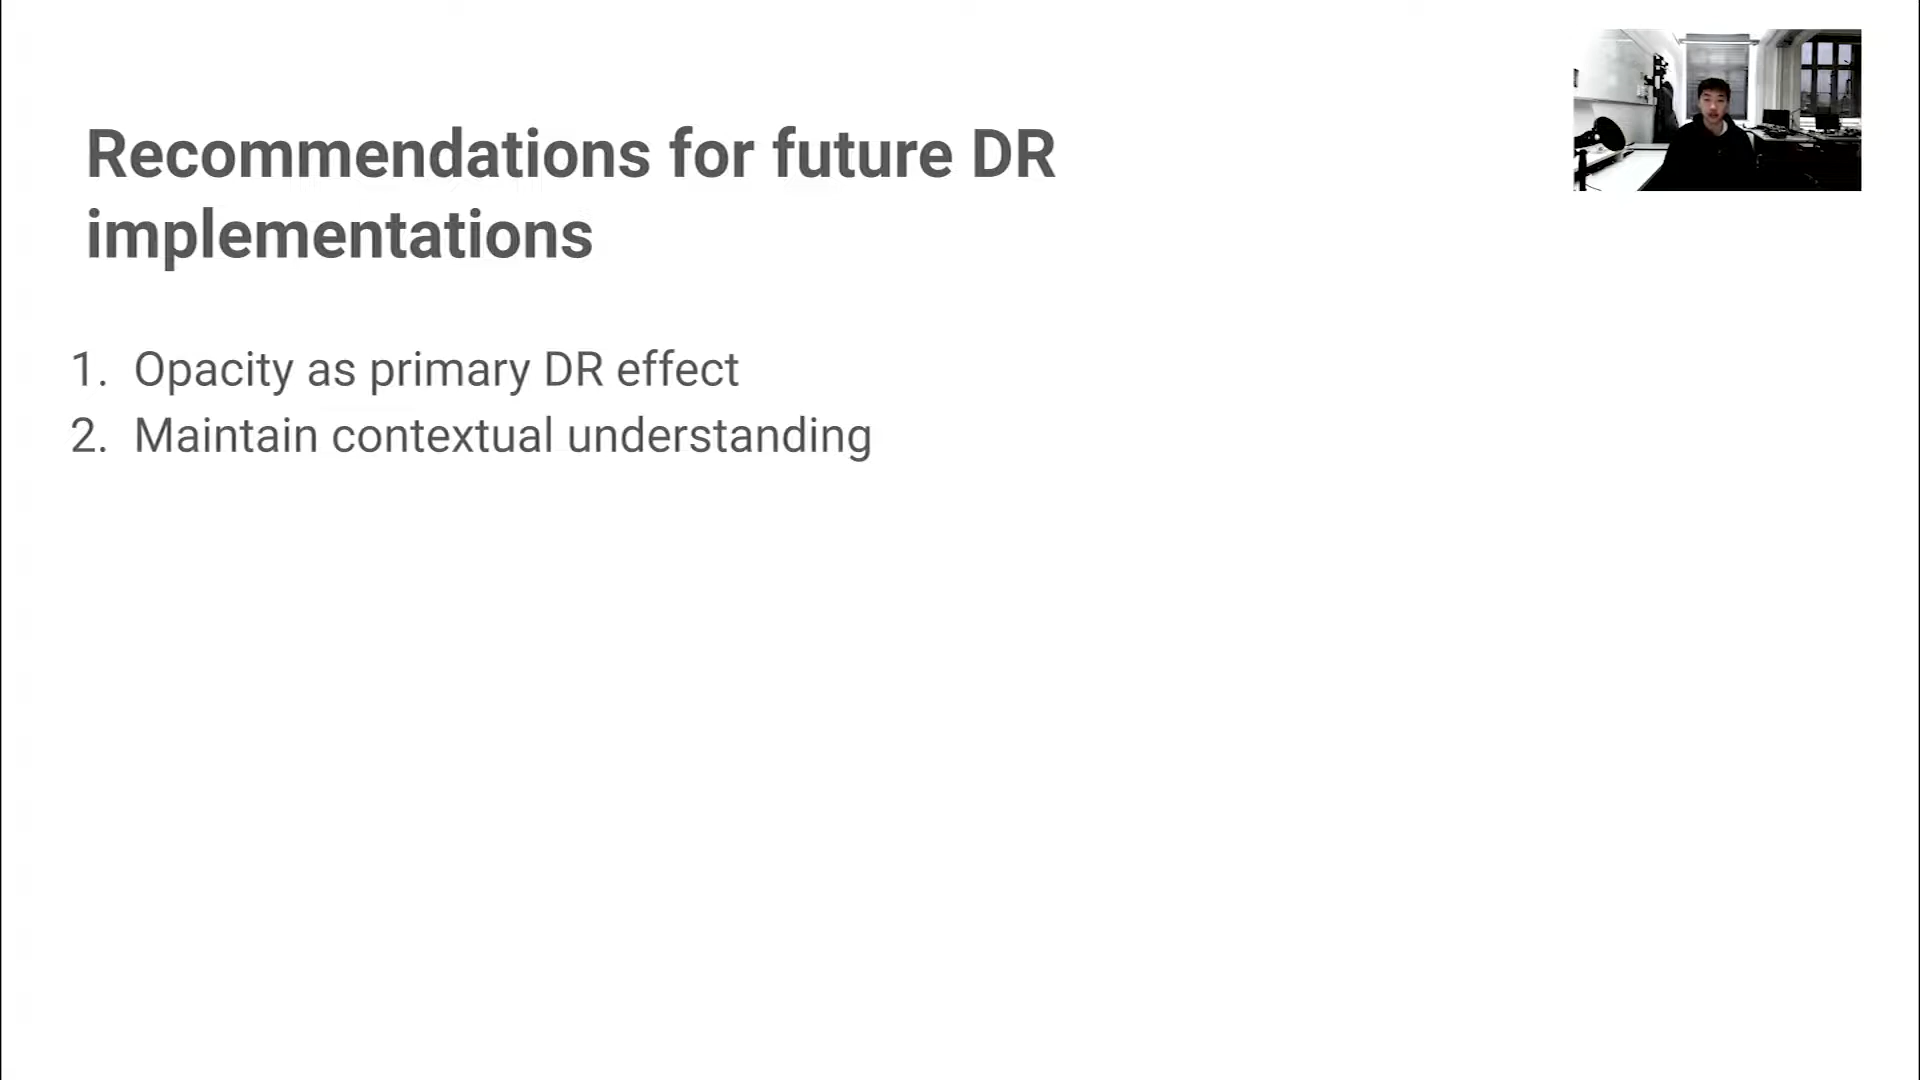 Recommendations for future DR
implementations
1. Opacity as primary DR effect
2. Maintain contextual understanding